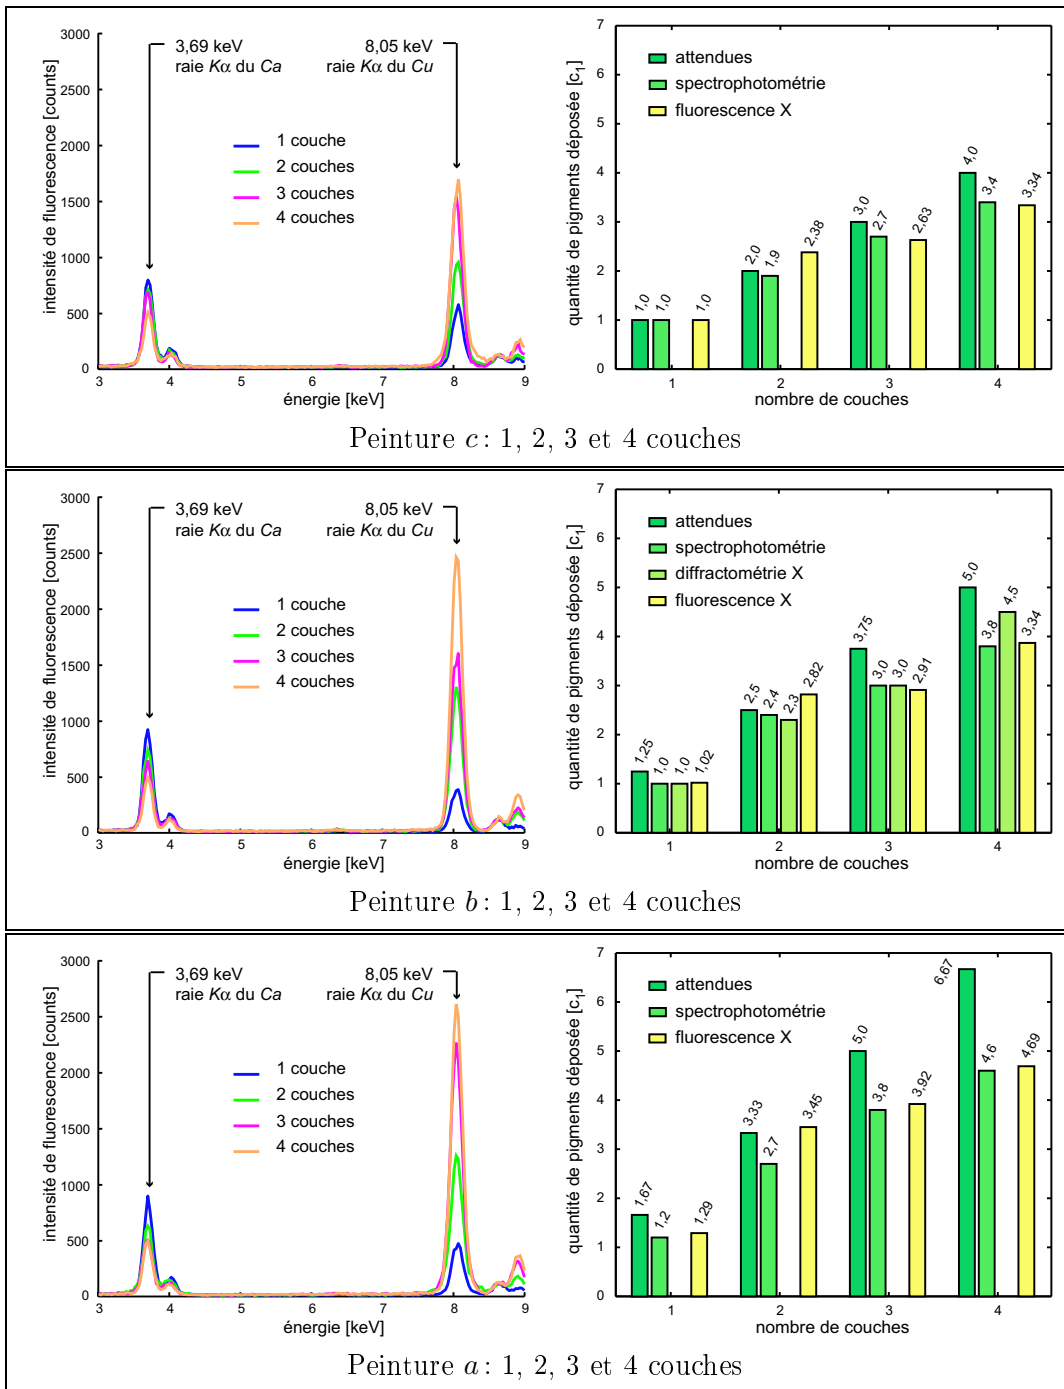 3000
2500
2000
1500
1000
500
0
intensité de fluorescence [counts]
3,69 keV
raie Kα du Ca
8,05 keV
raie Kα du Cu
1 couche
2 couches
3 couches
4 couches
3 4 5 6 7 8 9
énergie [keV]
7
6
5
4
3
2
1
0
quantité de pigments déposée [c₁]
attendues
spectrophotométrie
fluorescence X
1,0 1,0 1,0
2,0 1,9 2,38
3,0 2,7 2,63
4,0 3,4 3,34
1 2 3 4
nombre de couches
Peinture c : 1, 2, 3 et 4 couches
3000
2500
2000
1500
1000
500
0
intensité de fluorescence [counts]
3,69 keV
raie Kα du Ca
8,05 keV
raie Kα du Cu
1 couche
2 couches
3 couches
4 couches
3 4 5 6 7 8 9
énergie [keV]
7
6
5
4
3
2
1
0
quantité de pigments déposée [c₁]
attendues
spectrophotométrie
diffractométrie X
fluorescence X
1,25 1,0 1,0 1,02
2,5 2,4 2,3 2,82
3,75 3,0 3,0 2,91
5,0 3,8 4,5 3,34
1 2 3 4
nombre de couches
Peinture b : 1, 2, 3 et 4 couches
3000
2500
2000
1500
1000
500
0
intensité de fluorescence [counts]
3,69 keV
raie Kα du Ca
8,05 keV
raie Kα du Cu
1 couche
2 couches
3 couches
4 couches
3 4 5 6 7 8 9
énergie [keV]
7
6
5
4
3
2
1
0
quantité de pigments déposée [c₁]
attendues
spectrophotométrie
fluorescence X
1,67 1,2 1,29
3,33 2,7 3,45
5,0 3,8 3,92
6,67 4,6 4,69
1 2 3 4
nombre de couches
Peinture a : 1, 2, 3 et 4 couches